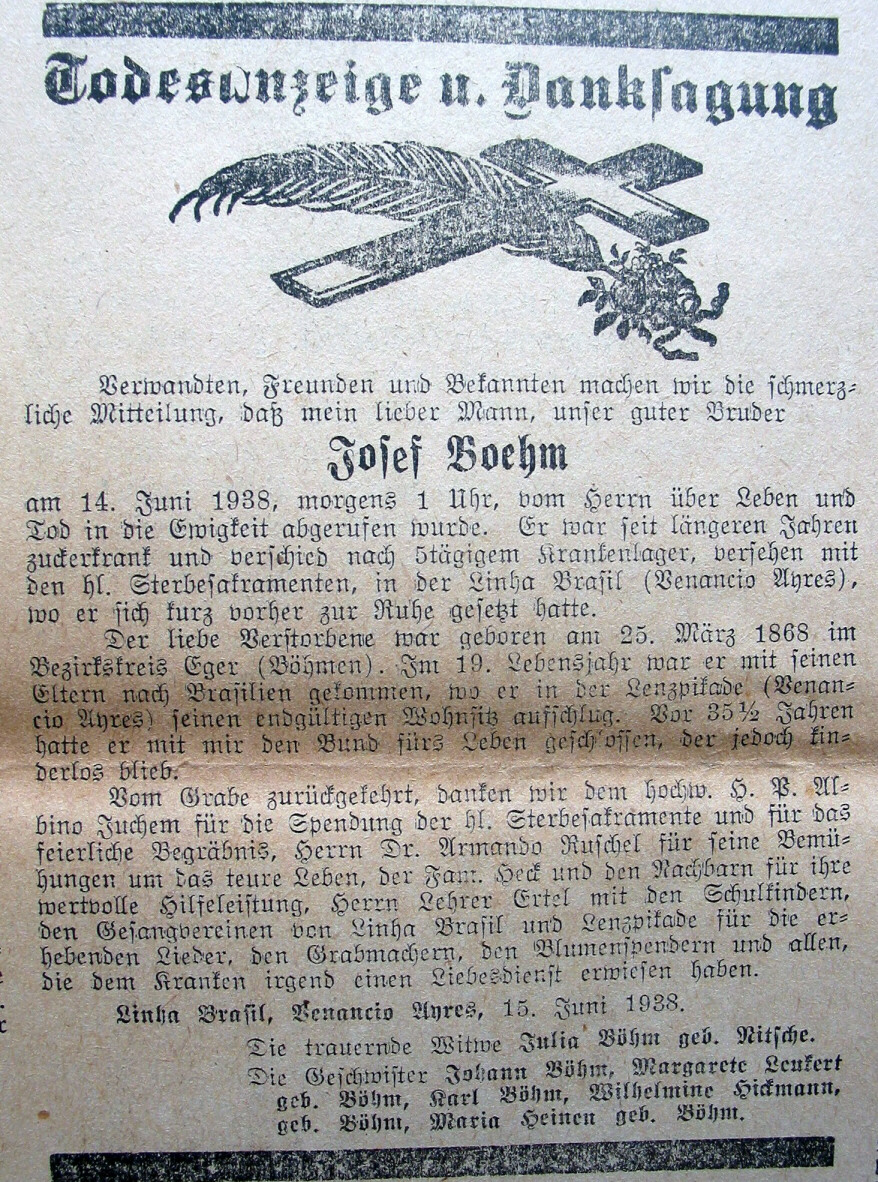 Todesanzeige u. Danksagung
Verwandten, Freunden und Bekannten machen wir die schmerz-
liche Mitteilung, daß mein lieber Mann, unser guter Bruder
Josef Boehm
am 14. Juni 1938, morgens 1 Uhr, vom Herrn über Leben und
Tod in die Ewigkeit abgerufen wurde. Er war seit längeren Jahren
zuckerkrank und verschied nach 5tägigem Krankenlager, versehen mit
den hl. Sterbesakramenten, in der Linha Brasil (Venancio Ayres),
wo er sich kurz vorher zur Ruhe gesetzt hatte.
Der liebe Verstorbene war geboren am 25. März 1868 im
Bezirkskreis Eger (Böhmen). Im 19. Lebensjahr war er mit seinen
Eltern nach Brasilien gekommen, wo er in der Lenzpikade (Venan-
cio Ayres) seinen endgültigen Wohnsitz aufschlug. Vor 35½ Jahren
hatte er mit mir den Bund fürs Leben geschlossen, der jedoch kin-
derlos blieb.
Vom Grabe zurückgekehrt, danken wir dem hochw. H. P. Al-
bino Juchem für die Spendung der hl. Sterbesakramente und für das
feierliche Begräbnis, Herrn Dr. Armando Ruschel für seine Bemü-
hungen um das teure Leben, der Fam. Heck und den Nachbarn für ihre
wertvolle Hilfeleistung, Herrn Lehrer Ertel mit den Schulkindern,
den Gesangvereinen von Linha Brasil und Lenzpikade für die er-
hebenden Lieder, den Grabmachern, den Blumenspendern und allen,
die dem Kranken irgend einen Liebesdienst erwiesen haben.
Linha Brasil, Venancio Ayres, 15. Juni 1938.
Die trauernde Witwe Julia Böhm geb. Nitsche.
Die Geschwister Johann Böhm, Margarete Leukert
geb. Böhm, Karl Böhm, Wilhelmine Hickmann,
geb. Böhm, Maria Heinen geb. Böhm.